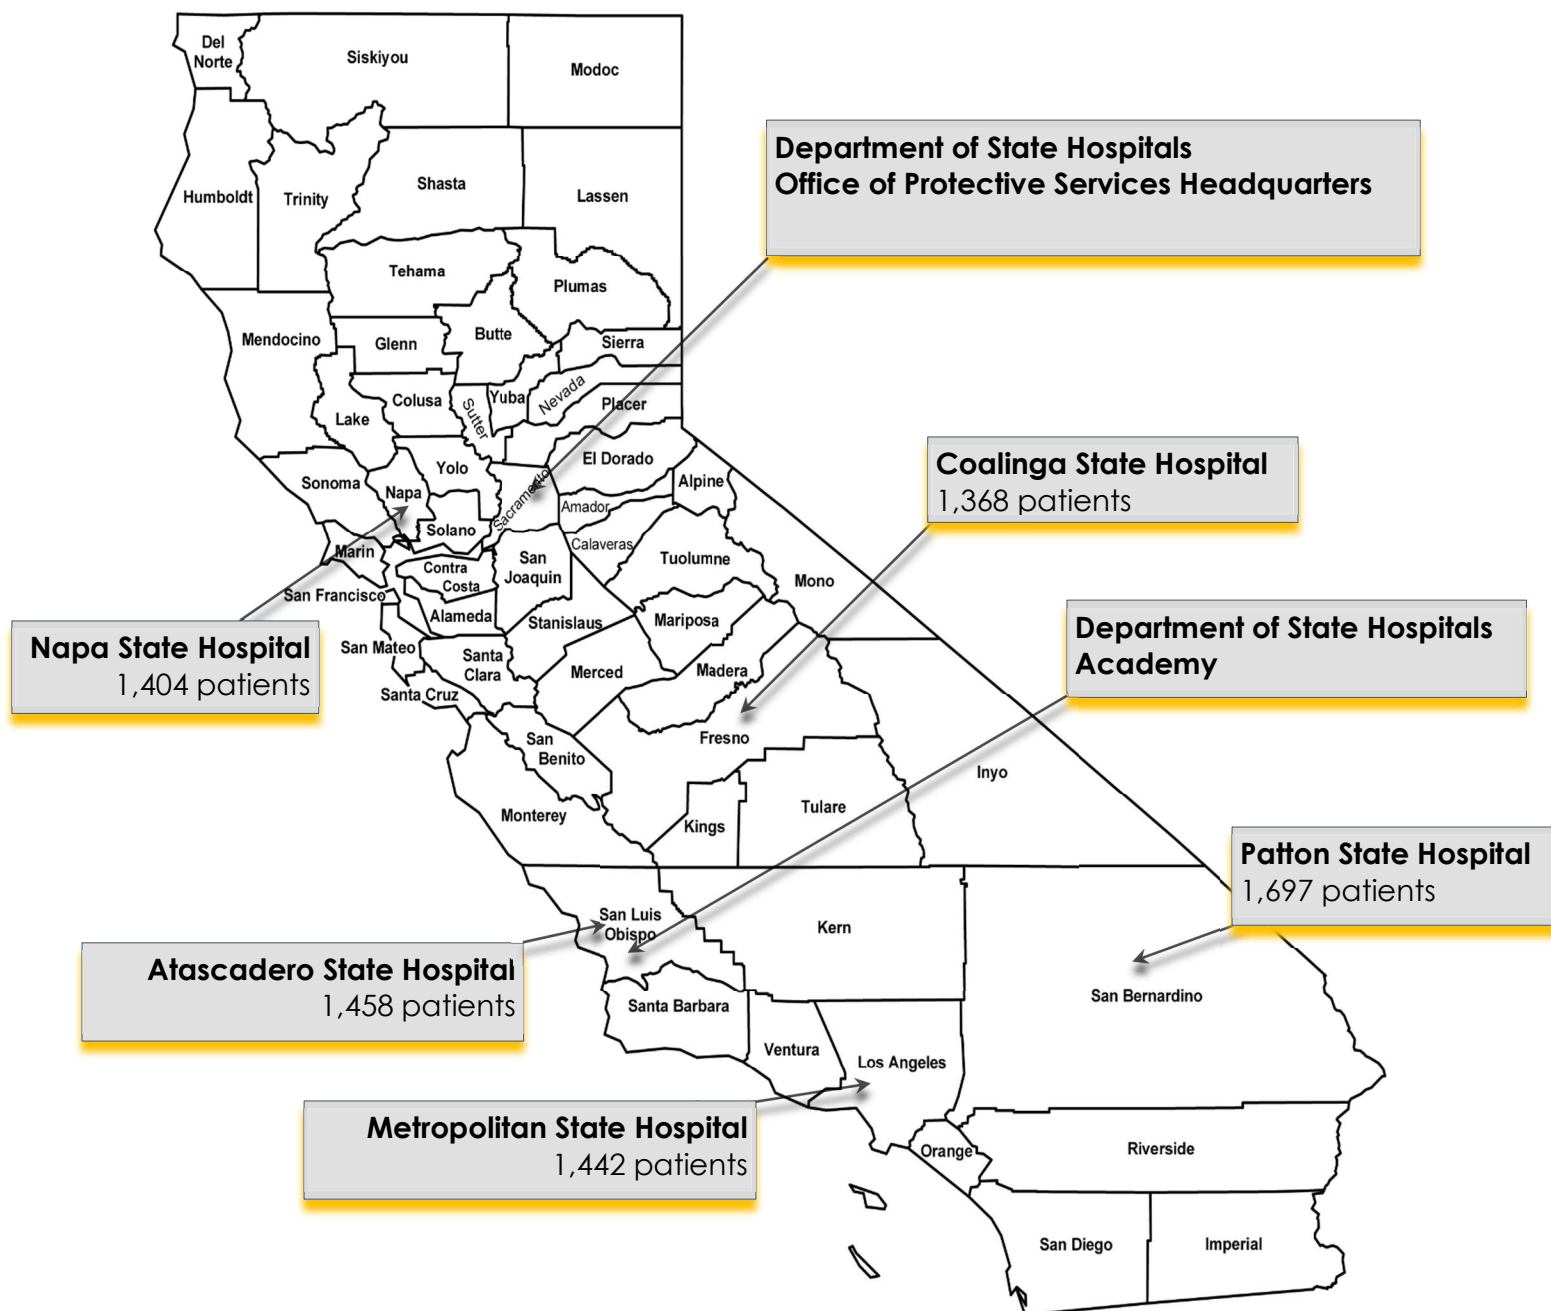 Del
Norte
Siskiyou
Modoc
Humboldt
Trinity
Shasta
Lassen
Department of State Hospitals
Office of Protective Services Headquarters
Tehama
Plumas
Mendocino
Glenn
Butte
Sierra
Lake
Colusa
Sutter
Yuba
Nevada
Placer
Sonoma
Napa
Yolo
Sacramento
El Dorado
Alpine
Coalinga State Hospital
1,368 patients
Solano
Amador
Marin
Calaveras
Contra
Costa
San
Joaquin
Tuolumne
Mono
San Francisco
Alameda
Stanislaus
Mariposa
Napa State Hospital
1,404 patients
San Mateo
Santa
Clara
Merced
Madera
Department of State Hospitals
Academy
Santa Cruz
San
Benito
Fresno
Inyo
Monterey
Kings
Tulare
Patton State Hospital
1,697 patients
San Luis
Obispo
Kern
Atascadero State Hospital
1,458 patients
San Bernardino
Santa Barbara
Ventura
Los Angeles
Metropolitan State Hospital
1,442 patients
Orange
Riverside
San Diego
Imperial